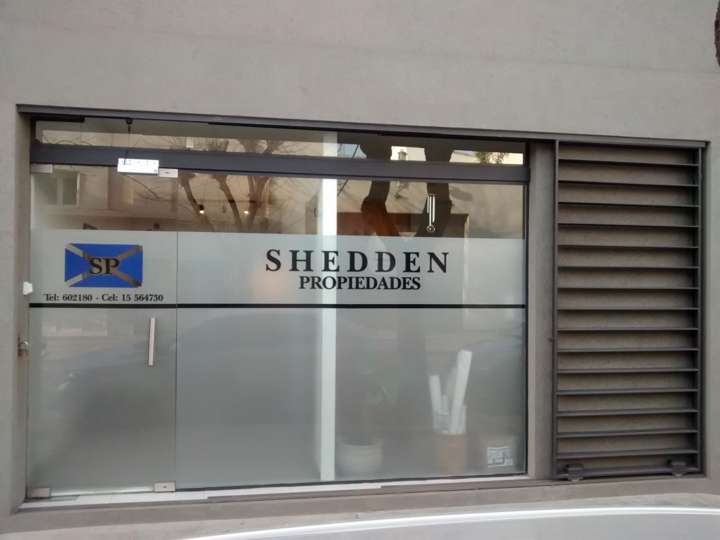 SP
Tel: 602180 - Cel: 15 564730
SHEDDEN
PROPIEDADES